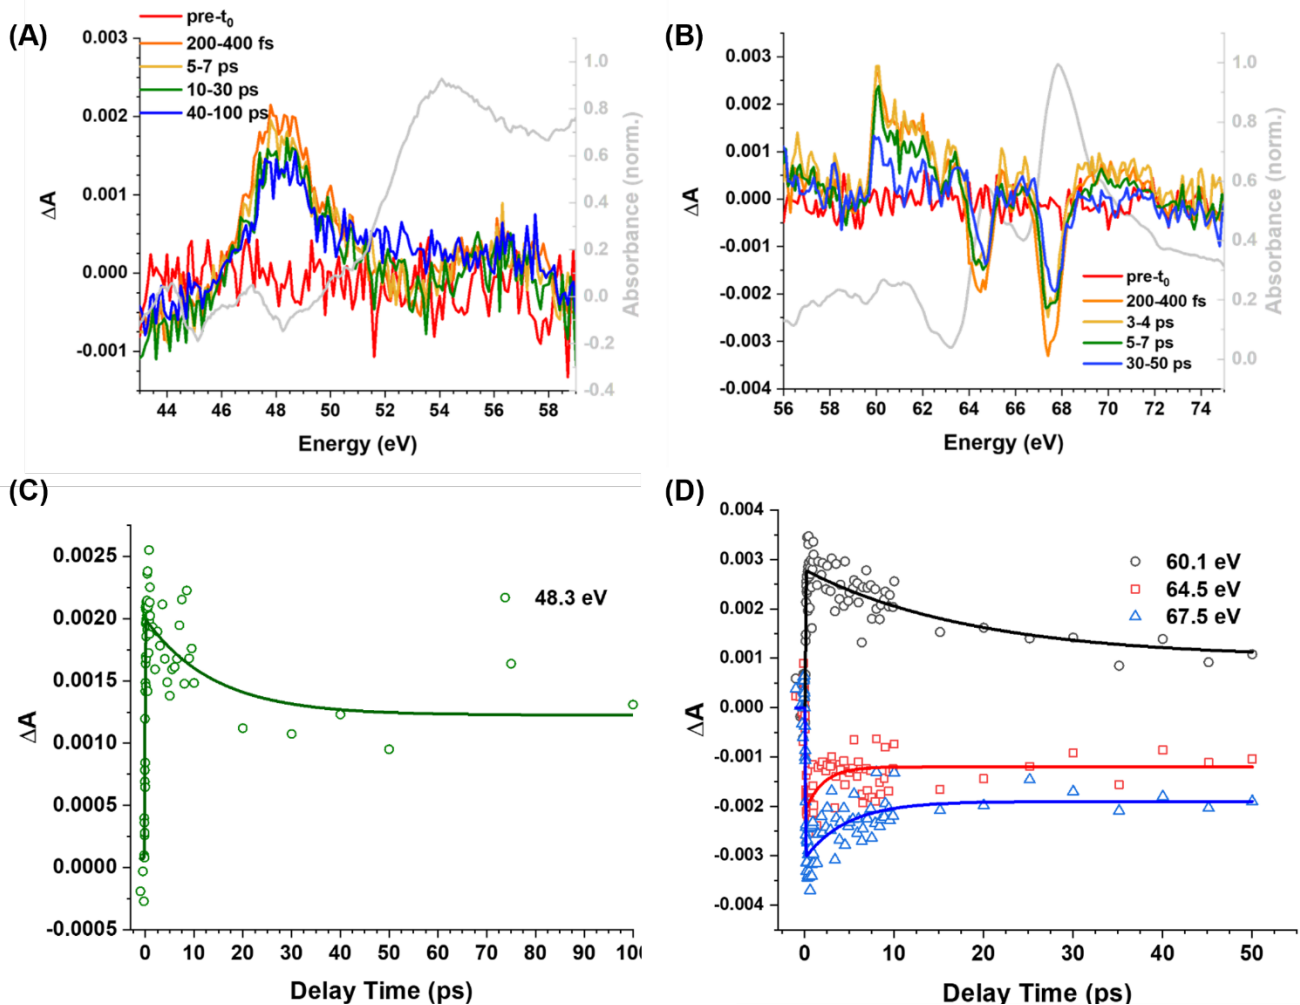 (A)
pre-t0
200-400 fs
5-7 ps
10-30 ps
40-100 ps
0.003
0.002
0.001
0.000
-0.001
ΔA
1.0
0.8
0.6
0.4
0.2
0.0
-0.2
-0.4
Absorbance (norm.)
44 46 48 50 52 54 56 58
Energy (eV)
(B)
0.003
0.002
0.001
0.000
-0.001
-0.002
-0.003
-0.004
ΔA
1.0
0.8
0.6
0.4
0.2
0.0
Absorbance (norm.)
pre-t0
200-400 fs
3-4 ps
5-7 ps
30-50 ps
56 58 60 62 64 66 68 70 72 74
Energy (eV)
(C)
0.0025
0.0020
0.0015
0.0010
0.0005
0.0000
-0.0005
ΔA
48.3 eV
0 10 20 30 40 50 60 70 80 90
Delay Time (ps)
(D)
0.004
0.003
0.002
0.001
0.000
-0.001
-0.002
-0.003
-0.004
ΔA
60.1 eV
64.5 eV
67.5 eV
0 10 20 30 40 50
Delay Time (ps)